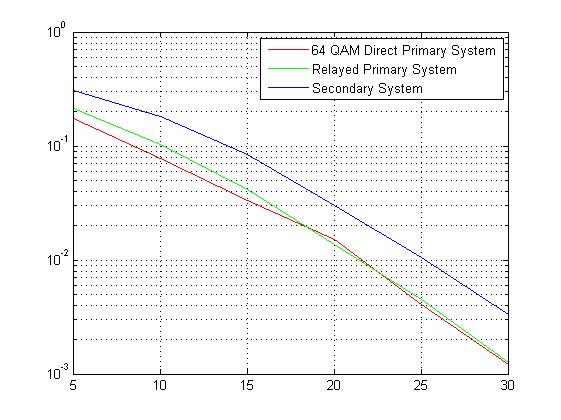 10^0
64 QAM Direct Primary System
Relayed Primary System
Secondary System
10^-1
10^-2
10^-3
5 10 15 20 25 30